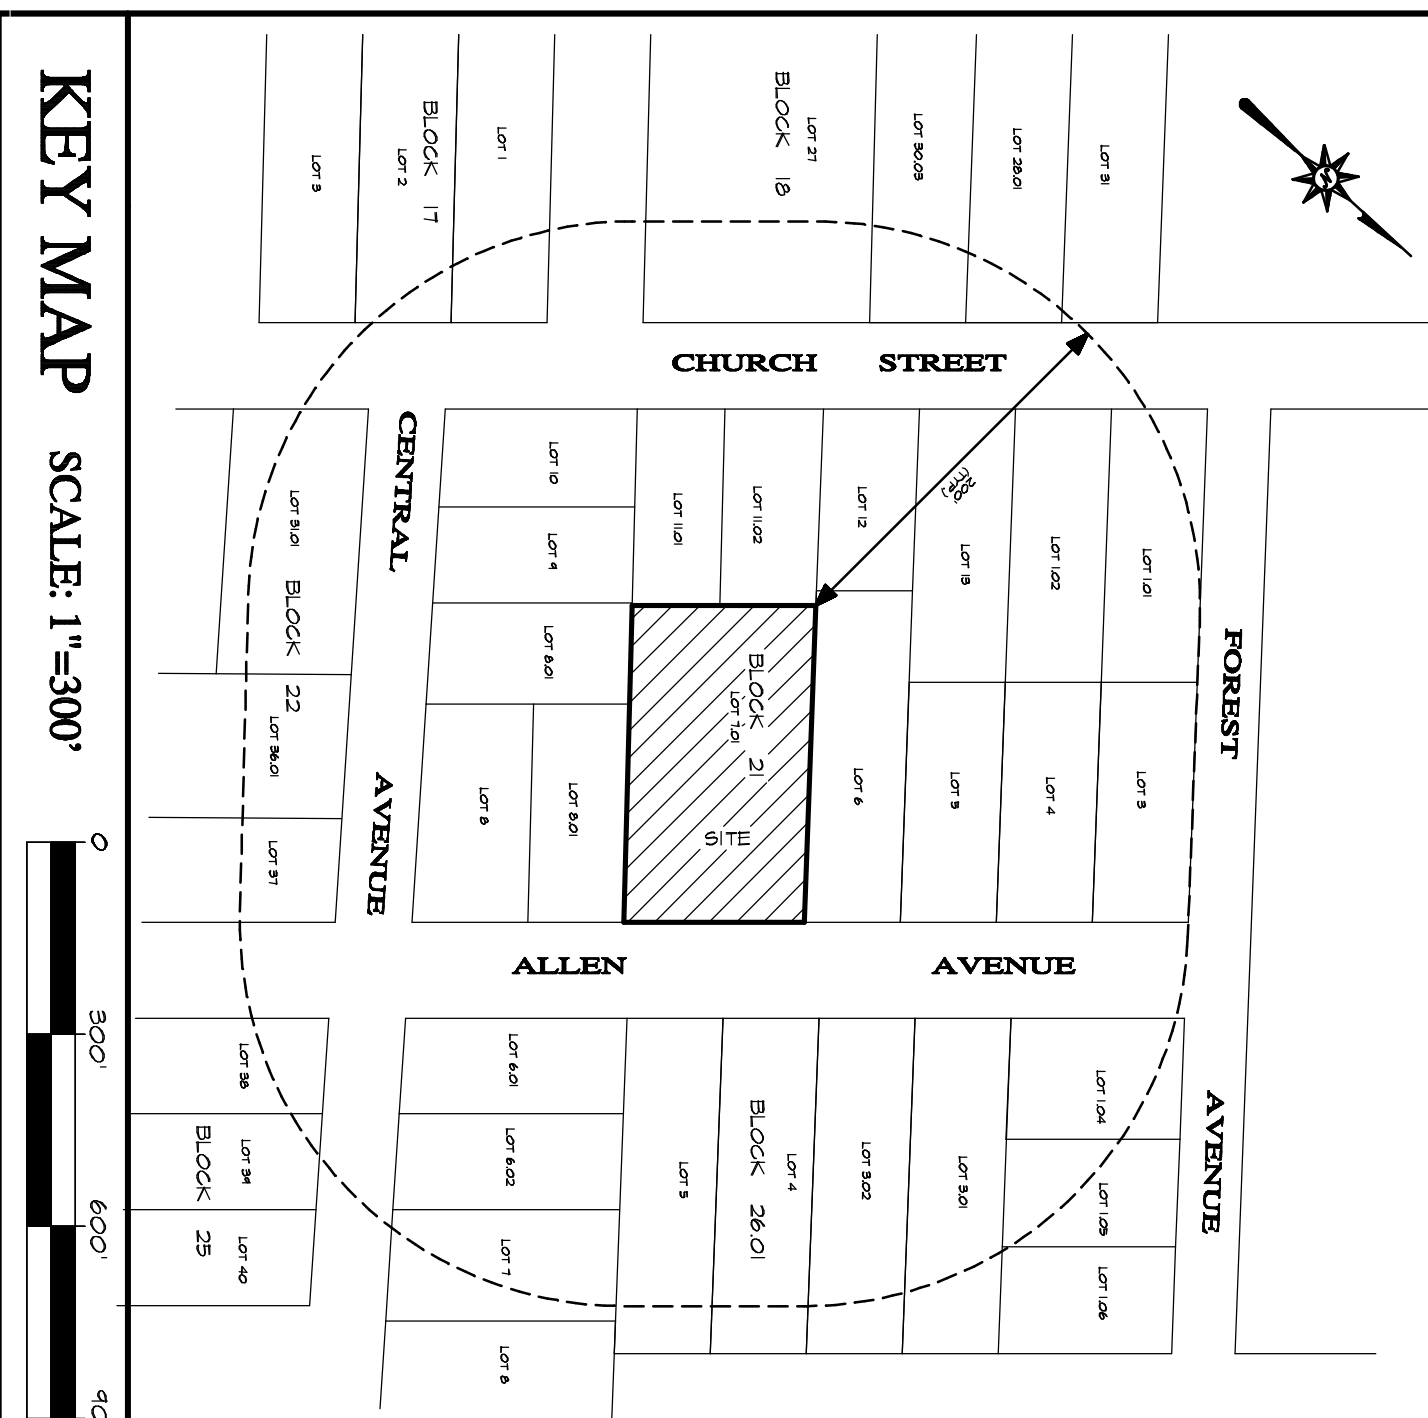 KEY MAP
SCALE: 1"=300'
0
300'
600'
90
N
LOT 3
BLOCK 17
LOT 2
LOT 1
BLOCK 18
LOT 27
LOT 30.03
LOT 28.01
LOT 31
CHURCH STREET
CENTRAL AVENUE
FOREST AVENUE
ALLEN AVENUE
LOT 31.01
BLOCK 22
LOT 36.01
LOT 37
LOT 10
LOT 9
LOT 8.01
LOT 8
LOT 8.01
LOT 11.01
LOT 11.02
LOT 12
LOT 13
LOT 1.02
LOT 1.01
BLOCK 21
LOT 7.01
SITE
LOT 6
LOT 5
LOT 4
LOT 3
LOT 38
LOT 39
BLOCK 25
LOT 40
LOT 6.01
LOT 6.02
LOT 7
LOT 8
LOT 5
BLOCK 26.01
LOT 4
LOT 3.02
LOT 3.01
LOT 1.04
LOT 1.05
LOT 1.06